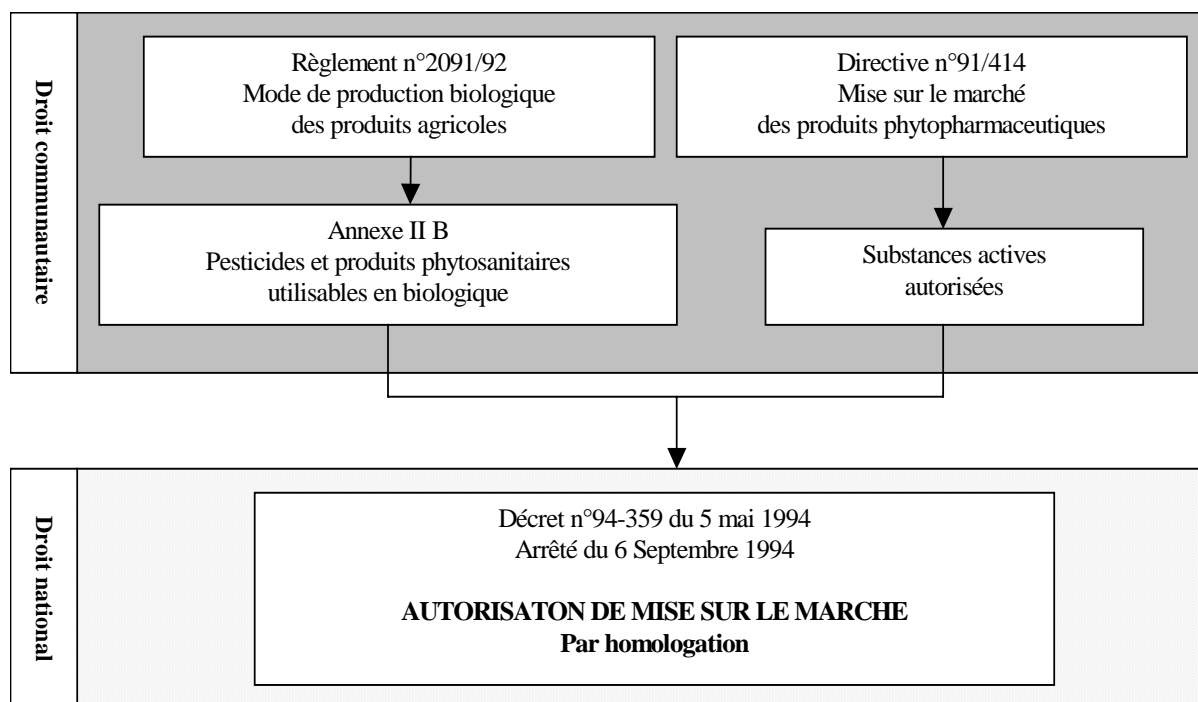 Droit communautaire
Règlement n°2091/92
Mode de production biologique
des produits agricoles
Directive n°91/414
Mise sur le marché
des produits phytopharmaceutiques
Annexe II B
Pesticides et produits phytosanitaires
utilisables en biologique
Substances actives
autorisées
Droit national
Décret n°94-359 du 5 mai 1994
Arrêté du 6 Septembre 1994
AUTORISATON DE MISE SUR LE MARCHE
Par homologation